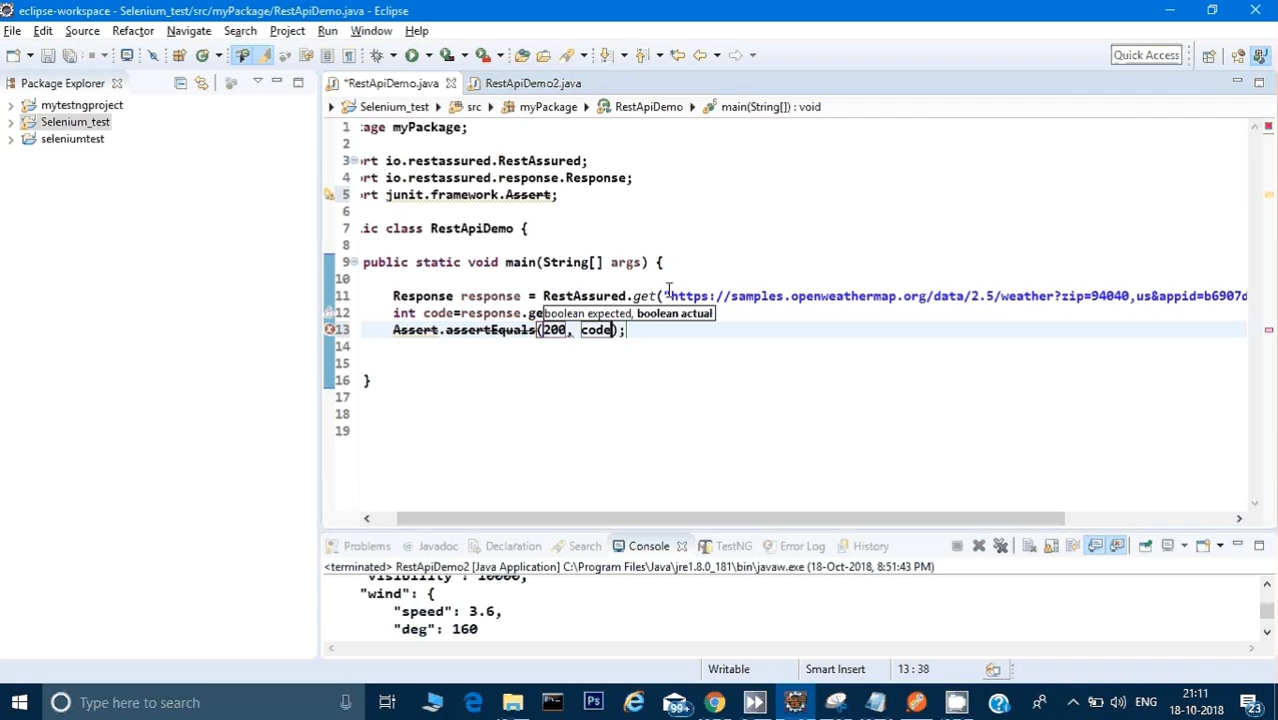 eclipse-workspace - Selenium_test/src/myPackage/RestApiDemo.java - Eclipse
File Edit Source Refactor Navigate Search Project Run Window Help
Quick Access
Package Explorer
*RestApiDemo.java RestApiDemo2.java
mytestngproject
Selenium_test
seleniumtest
Selenium_test src myPackage RestApiDemo main(String[]) : void
1 age myPackage;
2
3 rt io.restassured.RestAssured;
4 rt io.restassured.response.Response;
5 rt junit.framework.Assert;
6
7 ic class RestApiDemo {
8
9 public static void main(String[] args) {
10
11 Response response = RestAssured.get("https://samples.openweathermap.org/data/2.5/weather?zip=94040,us&appid=b6907d
12 int code=response.ge
boolean expected, boolean actual
13 Assert.assertEquals(200, code);
14
15
16 }
17
18
19
Problems Javadoc Declaration Search Console TestNG Error Log History
<terminated> RestApiDemo2 [Java Application] C:\Program Files\Java\jre1.8.0_181\bin\javaw.exe (18-Oct-2018, 8:51:43 PM)
"visibility": 10000,
"wind": {
"speed": 3.6,
"deg": 160
Writable Smart Insert 13 : 38
Type here to search
99+
ENG
21:11
18-10-2018
23